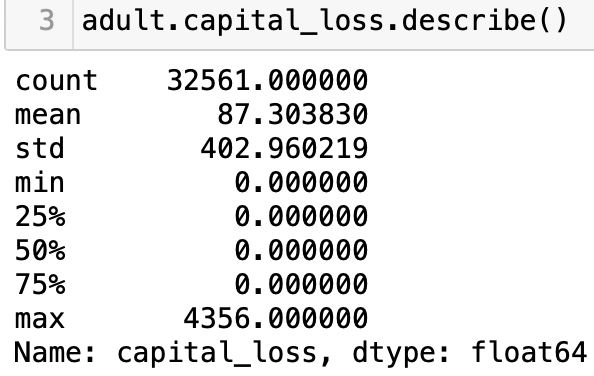 3 adult.capital_loss.describe()
count 32561.000000
mean 87.303830
std 402.960219
min 0.000000
25% 0.000000
50% 0.000000
75% 0.000000
max 4356.000000
Name: capital_loss, dtype: float64